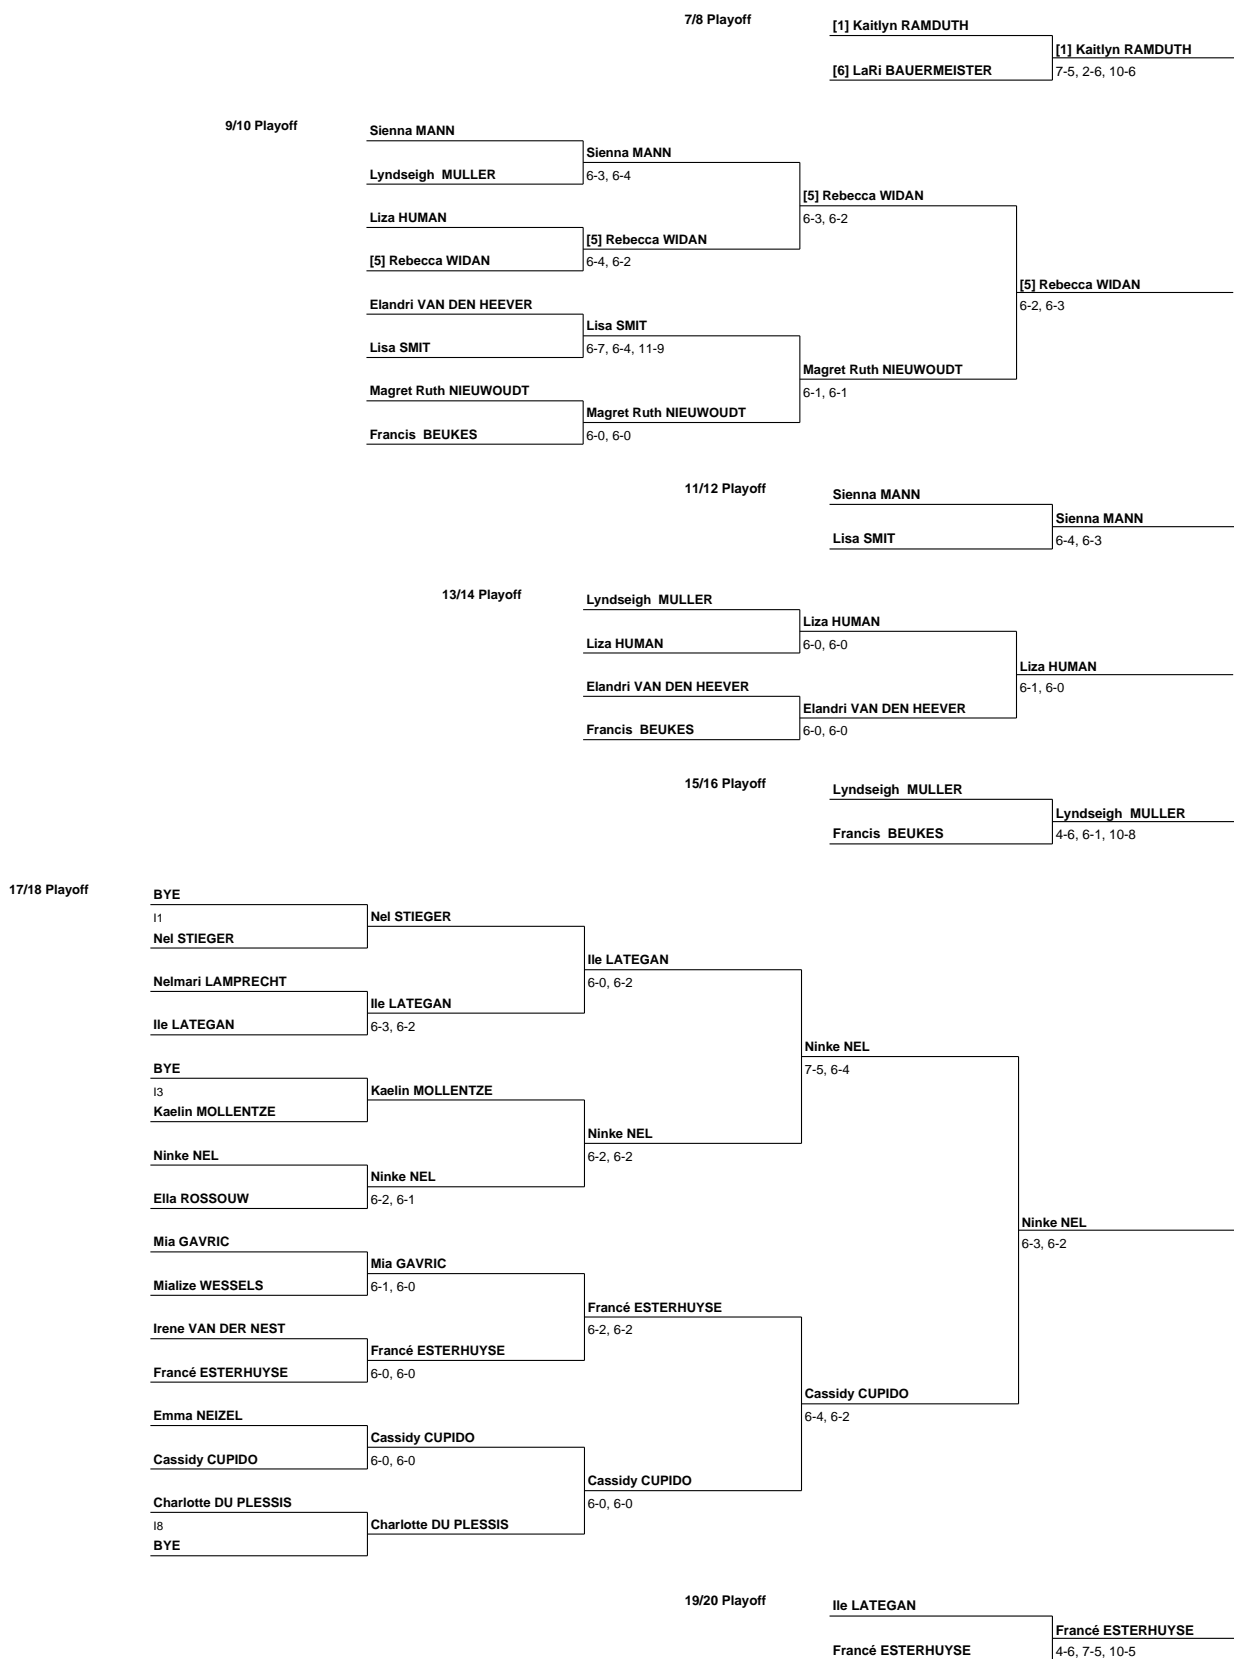 7/8 Playoff
[1] Kaitlyn RAMDUTH
[1] Kaitlyn RAMDUTH
[6] LaRi BAUERMEISTER
7-5, 2-6, 10-6
9/10 Playoff
Sienna MANN
Sienna MANN
Lyndseigh MULLER
6-3, 6-4
[5] Rebecca WIDAN
Liza HUMAN
6-3, 6-2
[5] Rebecca WIDAN
[5] Rebecca WIDAN
6-4, 6-2
[5] Rebecca WIDAN
Elandri VAN DEN HEEVER
6-2, 6-3
Lisa SMIT
Lisa SMIT
6-7, 6-4, 11-9
Magret Ruth NIEUWOUDT
Magret Ruth NIEUWOUDT
6-1, 6-1
Magret Ruth NIEUWOUDT
Francis BEUKES
6-0, 6-0
11/12 Playoff
Sienna MANN
Sienna MANN
Lisa SMIT
6-4, 6-3
13/14 Playoff
Lyndseigh MULLER
Liza HUMAN
Liza HUMAN
6-0, 6-0
Liza HUMAN
Elandri VAN DEN HEEVER
6-1, 6-0
Elandri VAN DEN HEEVER
Francis BEUKES
6-0, 6-0
15/16 Playoff
Lyndseigh MULLER
Lyndseigh MULLER
Francis BEUKES
4-6, 6-1, 10-8
17/18 Playoff
BYE
I1
Nel STIEGER
Nel STIEGER
Ile LATEGAN
Nelmari LAMPRECHT
6-0, 6-2
Ile LATEGAN
Ile LATEGAN
6-3, 6-2
Ninke NEL
BYE
7-5, 6-4
I3
Kaelin MOLLENTZE
Kaelin MOLLENTZE
Ninke NEL
Ninke NEL
6-2, 6-2
Ninke NEL
Ella ROSSOUW
6-2, 6-1
Ninke NEL
Mia GAVRIC
6-3, 6-2
Mia GAVRIC
Mialize WESSELS
6-1, 6-0
Francé ESTERHUYSE
Irene VAN DER NEST
6-2, 6-2
Francé ESTERHUYSE
Francé ESTERHUYSE
6-0, 6-0
Cassidy CUPIDO
Emma NEIZEL
6-4, 6-2
Cassidy CUPIDO
Cassidy CUPIDO
6-0, 6-0
Cassidy CUPIDO
Charlotte DU PLESSIS
6-0, 6-0
I8
Charlotte DU PLESSIS
BYE
19/20 Playoff
Ile LATEGAN
Francé ESTERHUYSE
Francé ESTERHUYSE
4-6, 7-5, 10-5